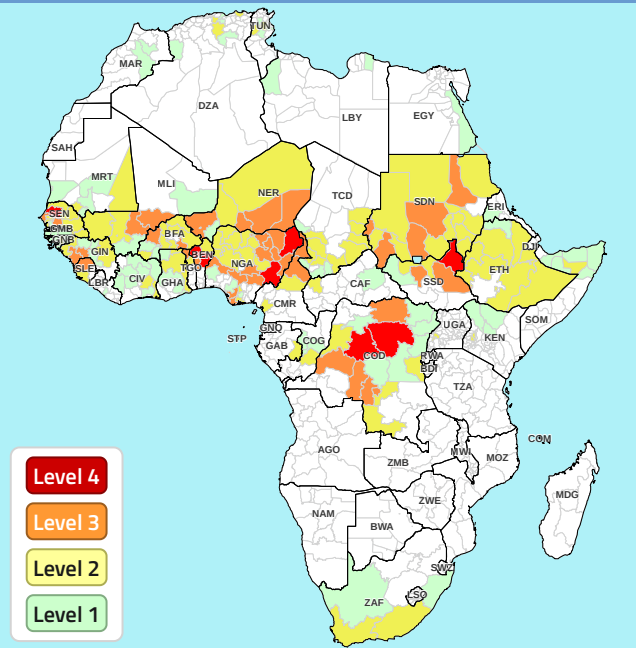 TUN
MAR
DZA
LBY
EGY
SAH
MRT
MLI
NER
TCD
SDN
ERI
SEN
GMB
GNB
GIN
BFA
BEN
NGA
DJI
SLE
LBR
CIV
GHA
TGO
CMR
CAF
SSD
ETH
SOM
STP
GNQ
GAB
COG
COD
UGA
KEN
RWA
BDI
TZA
COM
AGO
ZMB
MWI
MOZ
MDG
NAM
BWA
ZWE
SWZ
LSO
ZAF
Level 4
Level 3
Level 2
Level 1